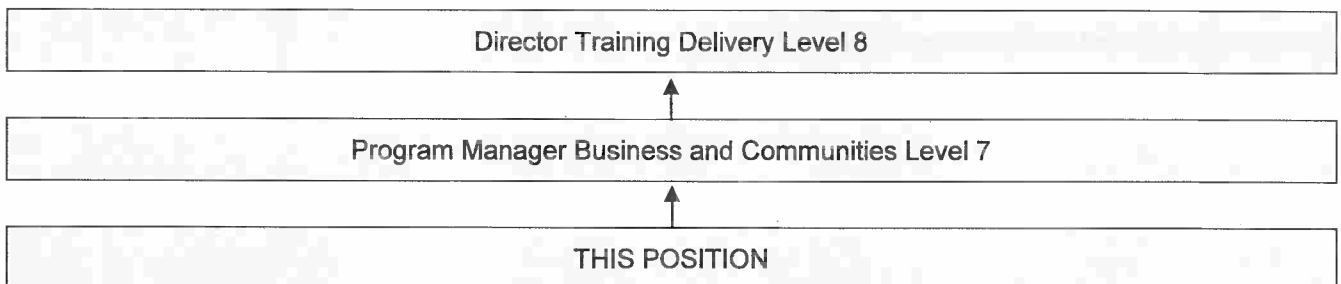 Director Training Delivery Level 8
Program Manager Business and Communities Level 7
THIS POSITION